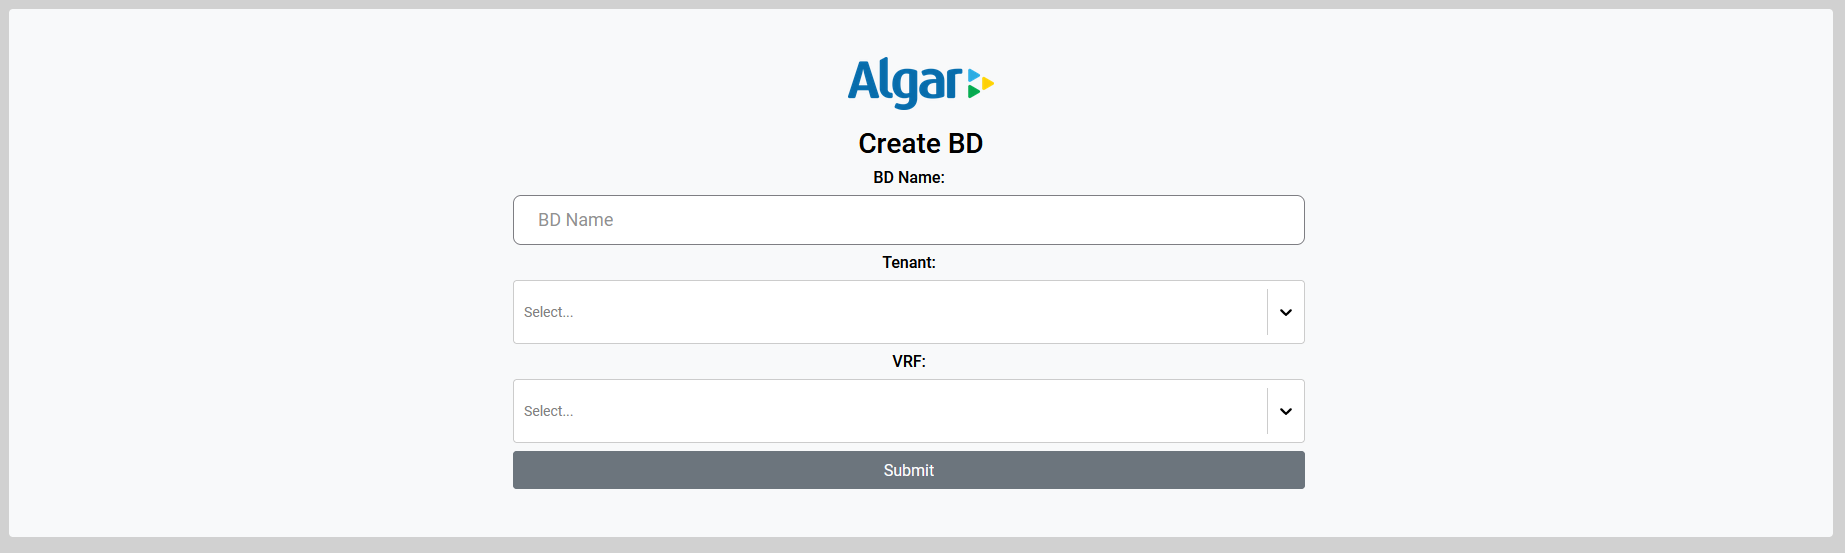 Algar
Create BD
BD Name:
BD Name
Tenant:
Select...
VRF:
Select...
Submit